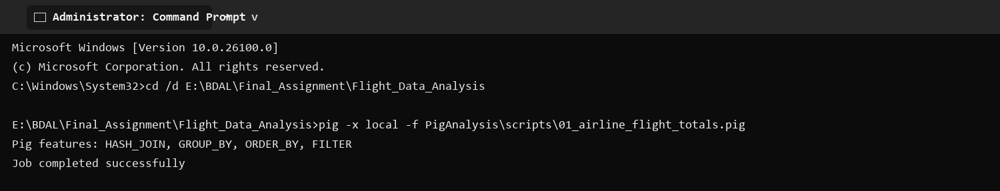 Administrator: Command Prompt v
Microsoft Windows [Version 10.0.26100.0]
(c) Microsoft Corporation. All rights reserved.
C:\Windows\System32>cd /d E:\BDAL\Final_Assignment\Flight_Data_Analysis
E:\BDAL\Final_Assignment\Flight_Data_Analysis>pig -x local -f PigAnalysis\scripts\01_airline_flight_totals.pig
Pig features: HASH_JOIN, GROUP_BY, ORDER_BY, FILTER
Job completed successfully